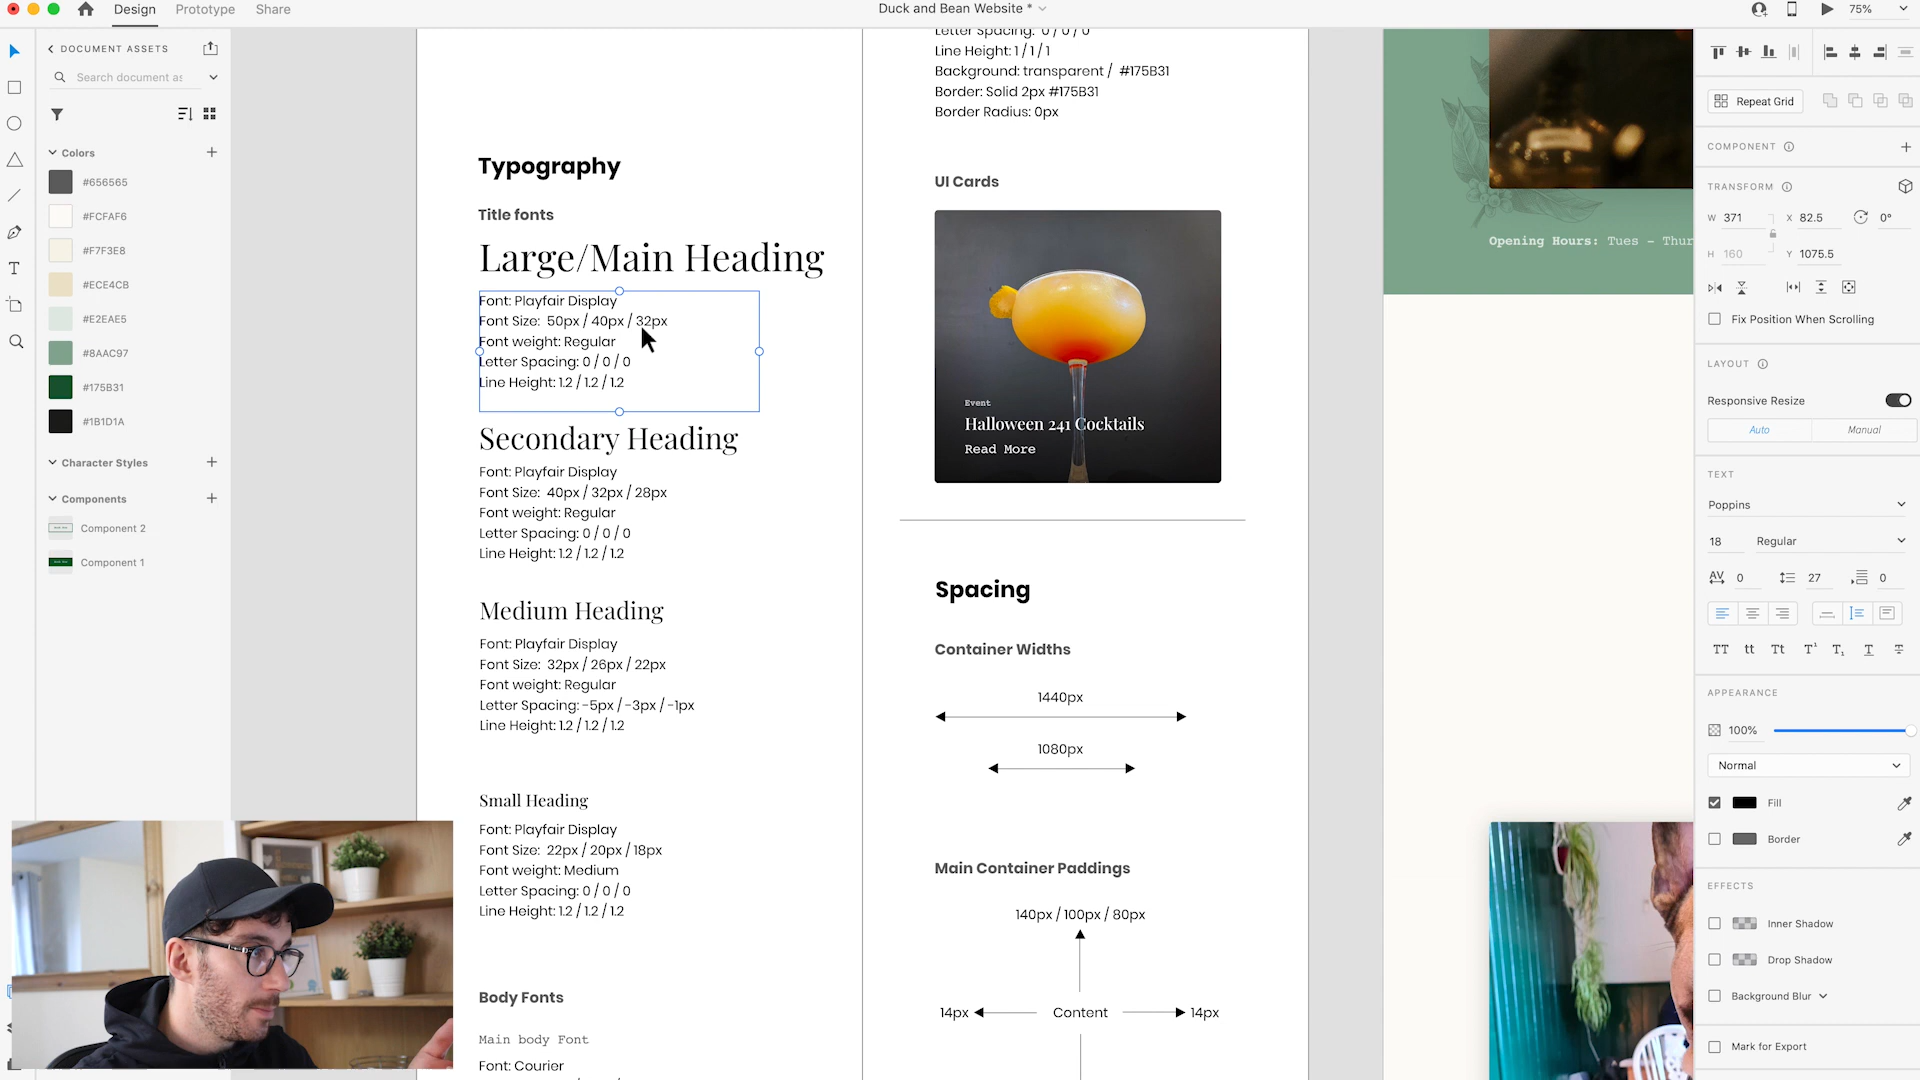 Design
Prototype
Share
Duck and Bean Website *
75%
DOCUMENT ASSETS
Search document as
Colors
#656565
#FCFAF6
#F7F3E8
#ECE4CB
#E2EAE5
#8AAC97
#175B31
#1B1D1A
Character Styles
Components
Component 2
Component 1
Typography
Title fonts
Large/Main Heading
Font: Playfair Display
Font Size: 50px / 40px / 32px
Font weight: Regular
Letter Spacing: 0 / 0 / 0
Line Height: 1.2 / 1.2 / 1.2
Secondary Heading
Font: Playfair Display
Font Size: 40px / 32px / 28px
Font weight: Regular
Letter Spacing: 0 / 0 / 0
Line Height: 1.2 / 1.2 / 1.2
Medium Heading
Font: Playfair Display
Font Size: 32px / 26px / 22px
Font weight: Regular
Letter Spacing: -5px / -3px / -1px
Line Height: 1.2 / 1.2 / 1.2
Small Heading
Font: Playfair Display
Font Size: 22px / 20px / 18px
Font weight: Medium
Letter Spacing: 0 / 0 / 0
Line Height: 1.2 / 1.2 / 1.2
Body Fonts
Main body Font
Font: Courier
Letter Spacing: 0 / 0 / 0
Line Height: 1 / 1 / 1
Background: transparent / #175B31
Border: Solid 2px #175B31
Border Radius: 0px
UI Cards
Event
Halloween 241 Cocktails
Read More
Spacing
Container Widths
1440px
1080px
Main Container Paddings
140px / 100px / 80px
14px
Content
14px
Opening Hours: Tues - Thur
Repeat Grid
COMPONENT
TRANSFORM
W 371
X 82.5
0°
H 160
Y 1075.5
Fix Position When Scrolling
LAYOUT
Responsive Resize
Auto
Manual
TEXT
Poppins
18
Regular
AV 0
27
0
TT tt Tt T¹ T₁ T T
APPEARANCE
100%
Normal
Fill
Border
EFFECTS
Inner Shadow
Drop Shadow
Background Blur
Mark for Export